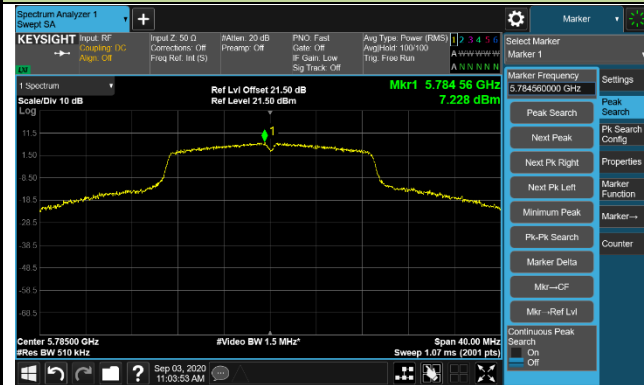 Spectrum Analyzer 1
Swept SA
+
Marker
KEYSIGHT
Input: RF
Coupling: DC
Align: Off
Input Z: 50 Ω
Corrections: Off
Freq Ref: Int (S)
#Atten: 20 dB
Preamp: Off
PNO: Fast
Gate: Off
IF Gain: Low
Sig Track: Off
Avg Type: Power (RMS)
Avg|Hold: 100/100
Trig: Free Run
1 2 3 4 5 6
A W W W W W
A N N N N N
Select Marker
Marker 1
LXI
1 Spectrum
Ref Lvl Offset 21.50 dB
Mkr1 5.784 56 GHz
Scale/Div 10 dB
Ref Level 21.50 dBm
7.228 dBm
Log
11.5
1.50
-8.50
-18.5
-28.5
-38.5
-48.5
-58.5
-68.5
1
Center 5.78500 GHz
#Video BW 1.5 MHz*
Span 40.00 MHz
#Res BW 510 kHz
Sweep 1.07 ms (2001 pts)
Marker Frequency
5.784560000 GHz
Peak Search
Next Peak
Next Pk Right
Next Pk Left
Minimum Peak
Pk-Pk Search
Marker Delta
Mkr→CF
Mkr→Ref Lvl
Continuous Peak
Search
On
Off
Settings
Peak
Search
Pk Search
Config
Properties
Marker
Function
Marker→
Counter
?
Sep 03, 2020
11:03:53 AM